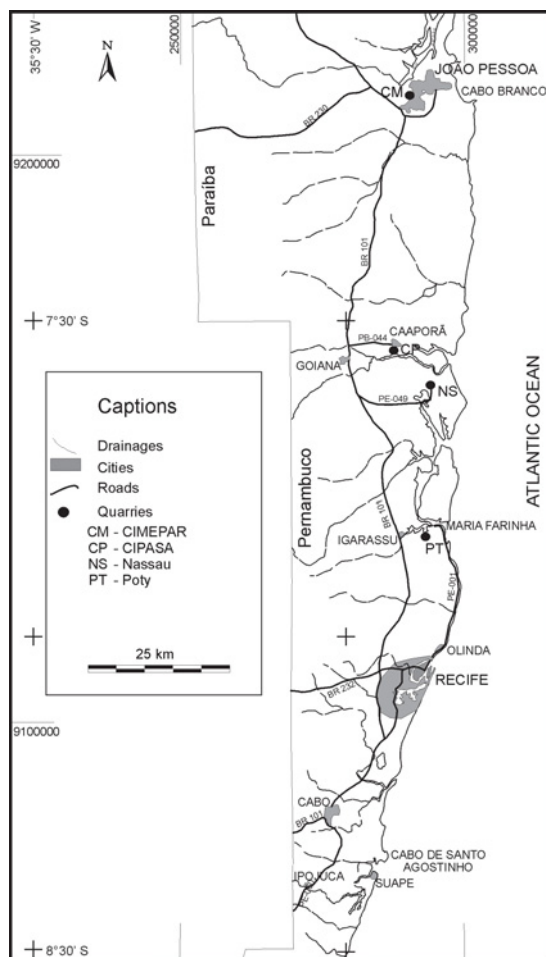 35°30' W
250000
300000
N
JOÃO PESSOA
CM
CABO BRANCO
BR 230
9200000
Paraíba
BR 101
7°30' S
CAAPORÃ
PB-044
CP
GOIANA
NS
PE-049
ATLANTIC OCEAN
Captions
Drainages
Cities
Roads
Quarries
CM - CIMEPAR
CP - CIPASA
NS - Nassau
PT - Poty
25 km
Pernambuco
BR 101
MARIA FARINHA
IGARASSU
PT
PE-001
OLINDA
RECIFE
BR 232
9100000
CABO
BR 101
CABO DE SANTO
AGOSTINHO
IPOJUCA
SUAPE
8°30' S